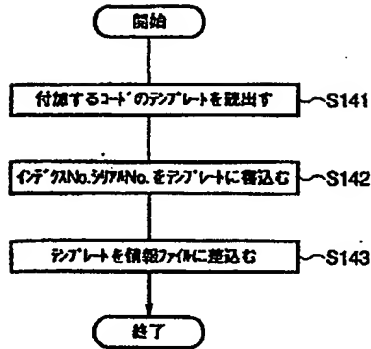 開始
付加するコードのテンプレートを読出す
S141
インデクスNo.シリアルNo.をテンプレートに書込む
S142
テンプレートを情報ファイルに差込む
S143
終了